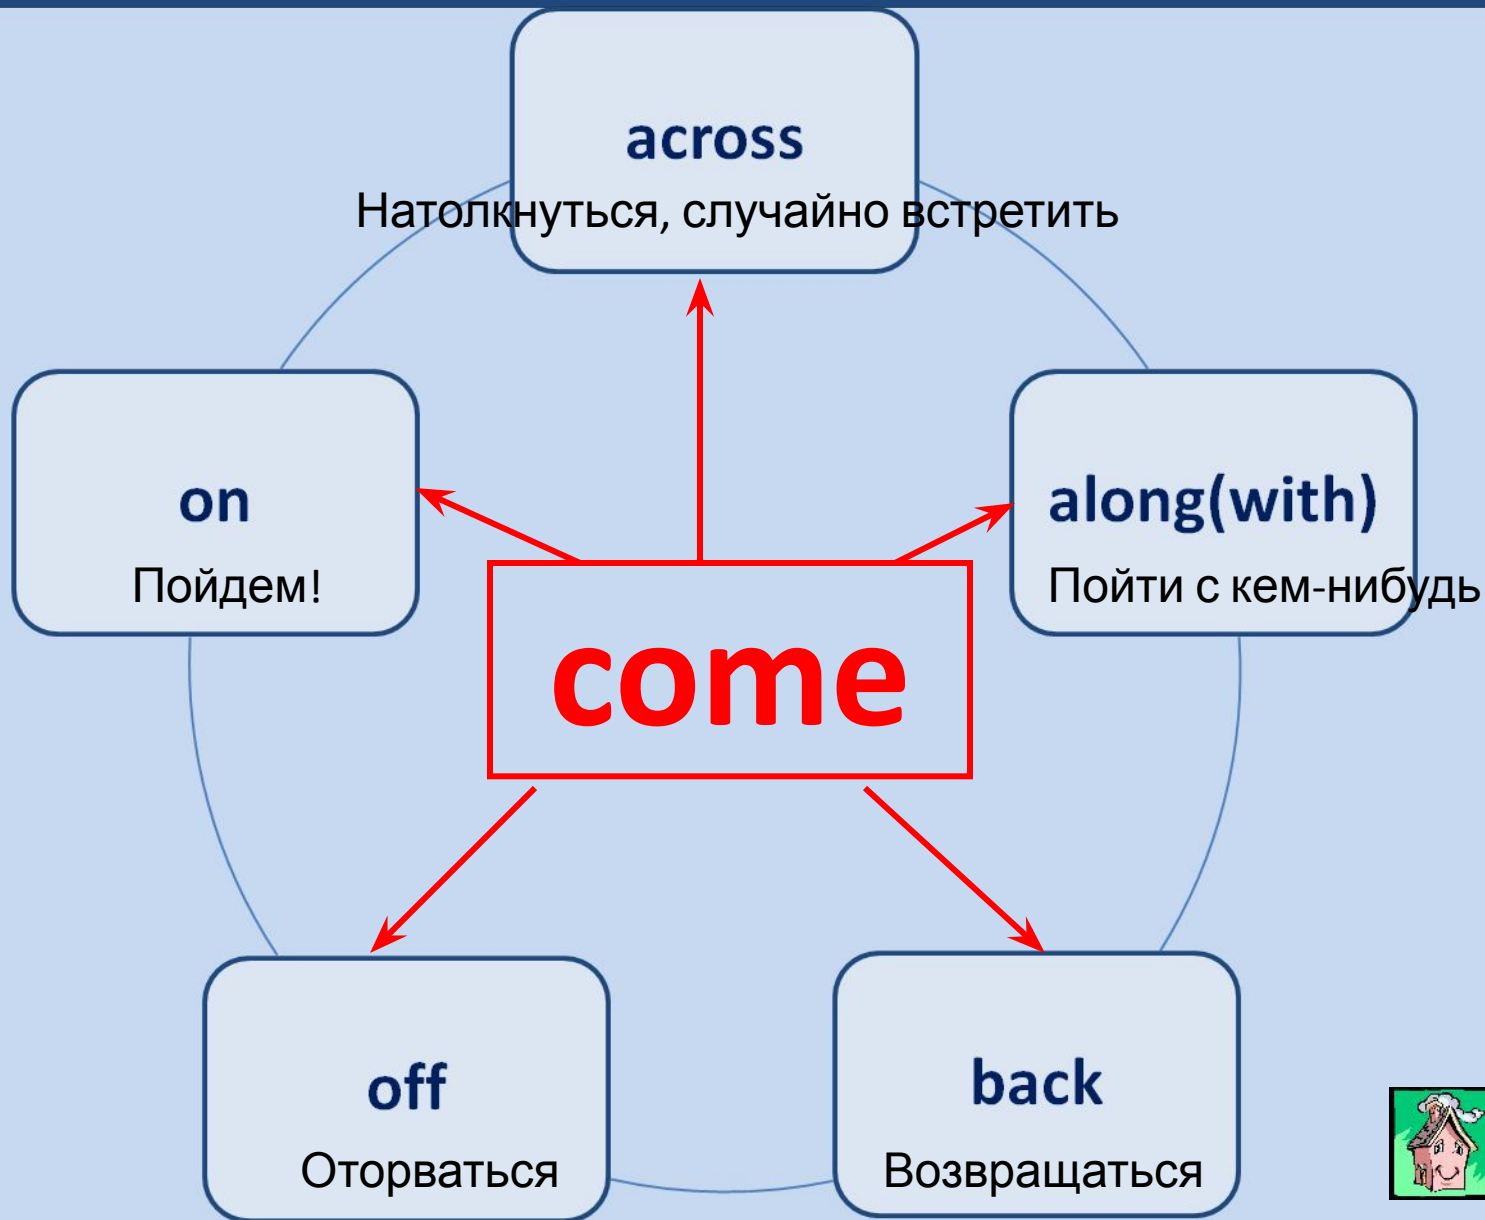 across
Натолкнуться, случайно встретить
on
Пойдем!
along(with)
Пойти с кем-нибудь
come
off
Оторваться
back
Возвращаться